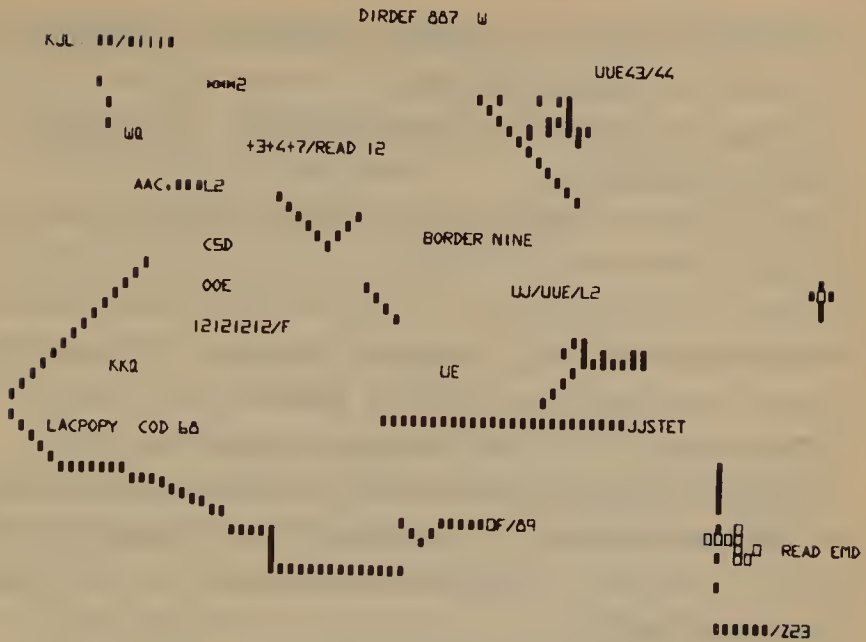 DIRDEF 887 W
KJL
UUE43/44
WQ
+3+4+7/READ 12
AAC. L2
CSD
BORDER NINE
OOE
UJ/UUE/L2
12121212/F
KKQ
UE
LACPOPY COD 68
JJSTET
DF/89
READ EMD
/Z23